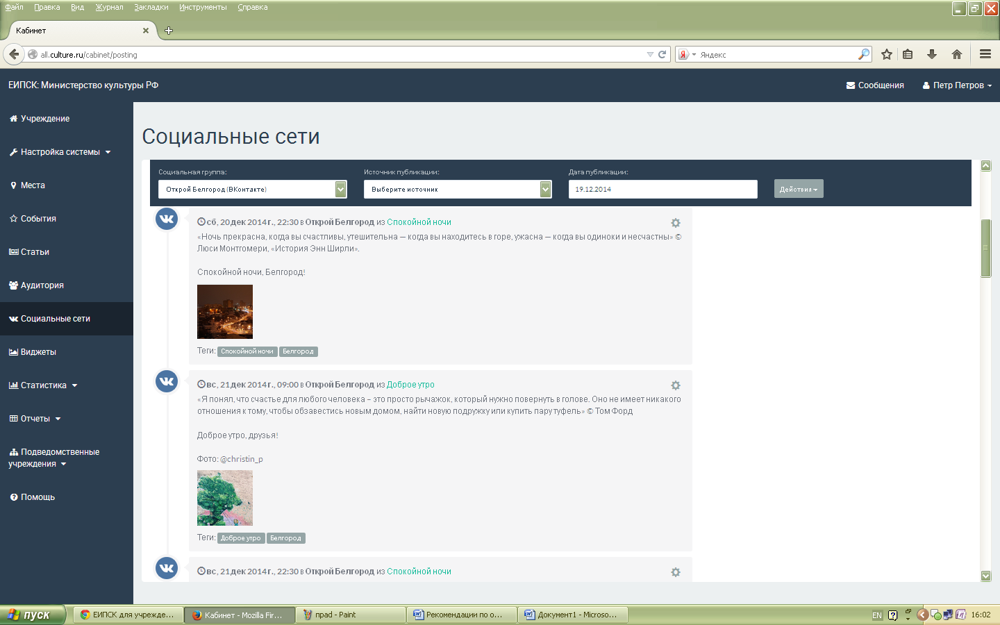 Файл Правка Вид Журнал Закладки Инструменты Справка
Кабинет
all.culture.ru/cabinet/posting
Яндекс
ЕИПСК: Министерство культуры РФ
Сообщения
Петр Петров
Учреждение
Настройка системы
Места
События
Статьи
Аудитория
Социальные сети
Виджеты
Статистика
Отчеты
Подведомственные
учреждения
Помощь
Социальные сети
Социальная группа: Источник публикации: Дата публикации:
Открой Белгород (ВКонтакте) Выберите источник 19.12.2014 Действия
сб, 20 дек 2014 г., 22:30 в Открой Белгород из Спокойной ночи
«Ночь прекрасна, когда вы счастливы, утешительна — когда вы находитесь в горе, ужасна — когда вы одиноки и несчастны» ©
Люси Монтгомери, «История Энн Ширли».
Спокойной ночи, Белгород!
Теги: Спокойной ночи Белгород
вс, 21 дек 2014 г., 09:00 в Открой Белгород из Доброе утро
«Я понял, что счастье для любого человека – это просто рычажок, который нужно повернуть в голове. Оно не имеет никакого
отношения к тому, чтобы обзавестись новым домом, найти новую подружку или купить пару туфель» © Том Форд
Доброе утро, друзья!
Фото: @christin_p
Теги: Доброе утро Белгород
вс, 21 дек 2014 г., 22:30 в Открой Белгород из Спокойной ночи
пуск
ЕИПСК для учрежде...
Кабинет - Mozilla Fir...
прad - Paint
Рекомендации по о...
Документ1 - Microso...
EN
16:02